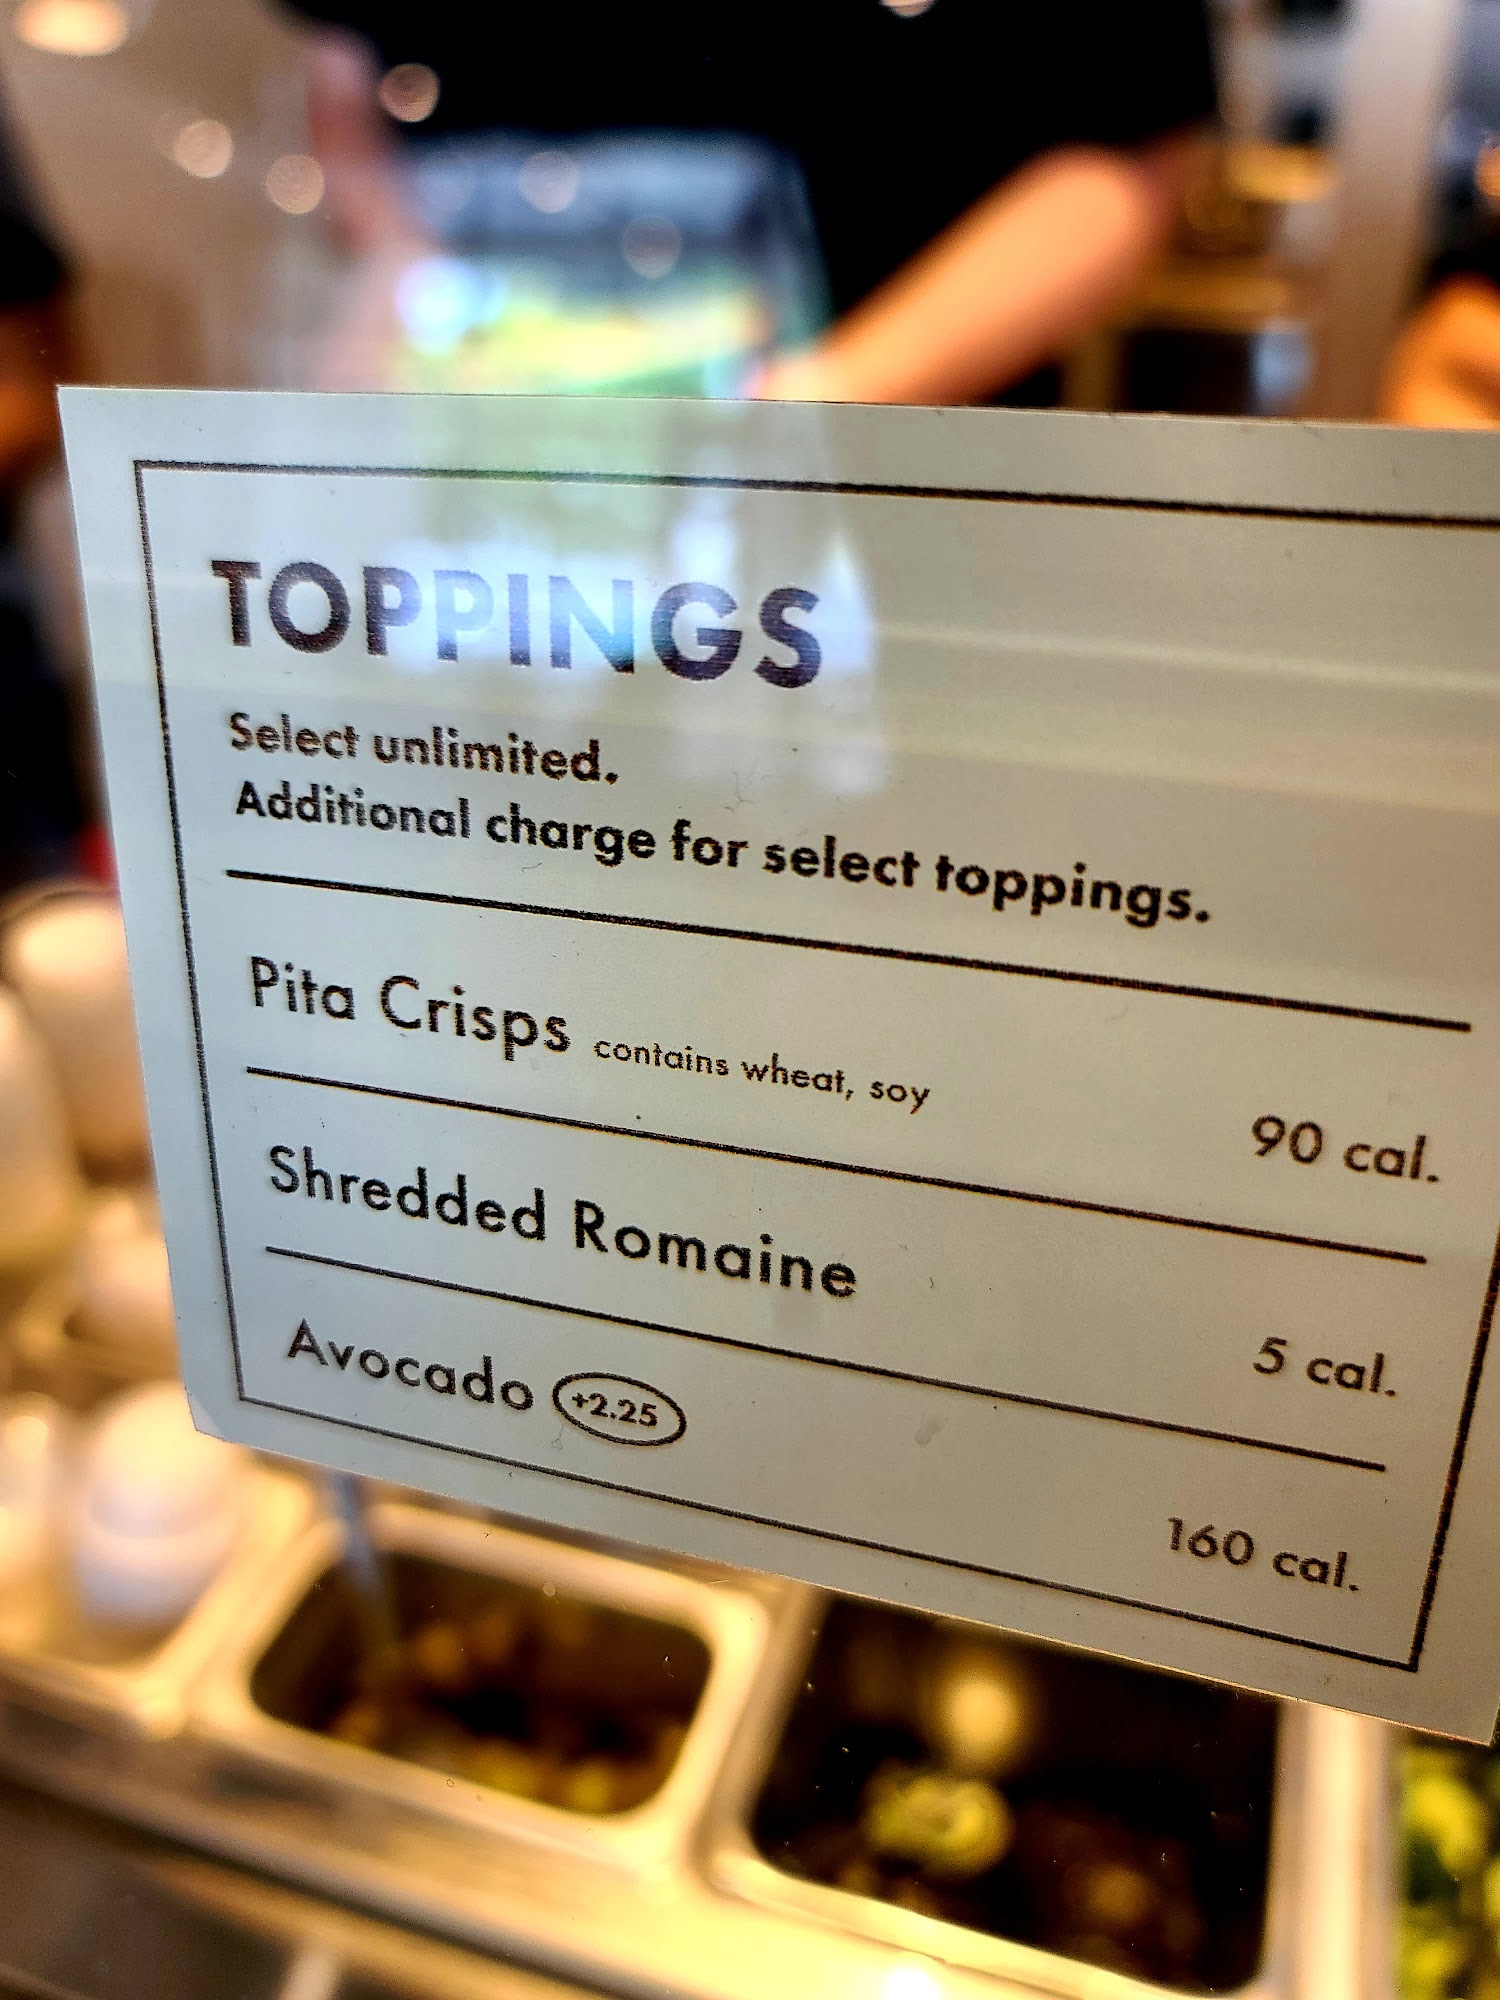 TOPPINGS
Select unlimited.
Additional charge for select toppings.
Pita Crisps contains wheat, soy 90 cal.
Shredded Romaine 5 cal.
Avocado +2.25 160 cal.